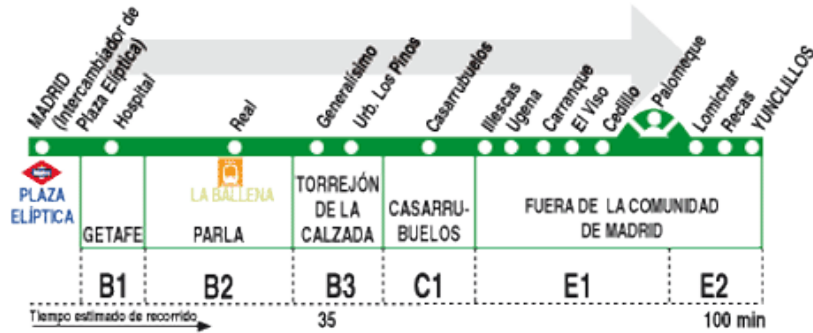 MADRID
(Intercambiador de
Plaza Elíptica)
Hospital
Real
Generalísimo
Urb. Los Pinos
Casarrubuelos
Illescas
Ugena
Carranque
El Viso
Cedillo
Palomeque
Lomichar
Recas
YUNCLILLOS
Metro
PLAZA
ELÍPTICA
LA BALLENA
GETAFE
PARLA
TORREJÓN
DE LA
CALZADA
CASARRU-
BUELOS
FUERA DE LA COMUNIDAD
DE MADRID
B1 B2 B3 C1 E1 E2
Tiempo estimado de recorrido 35 100 min